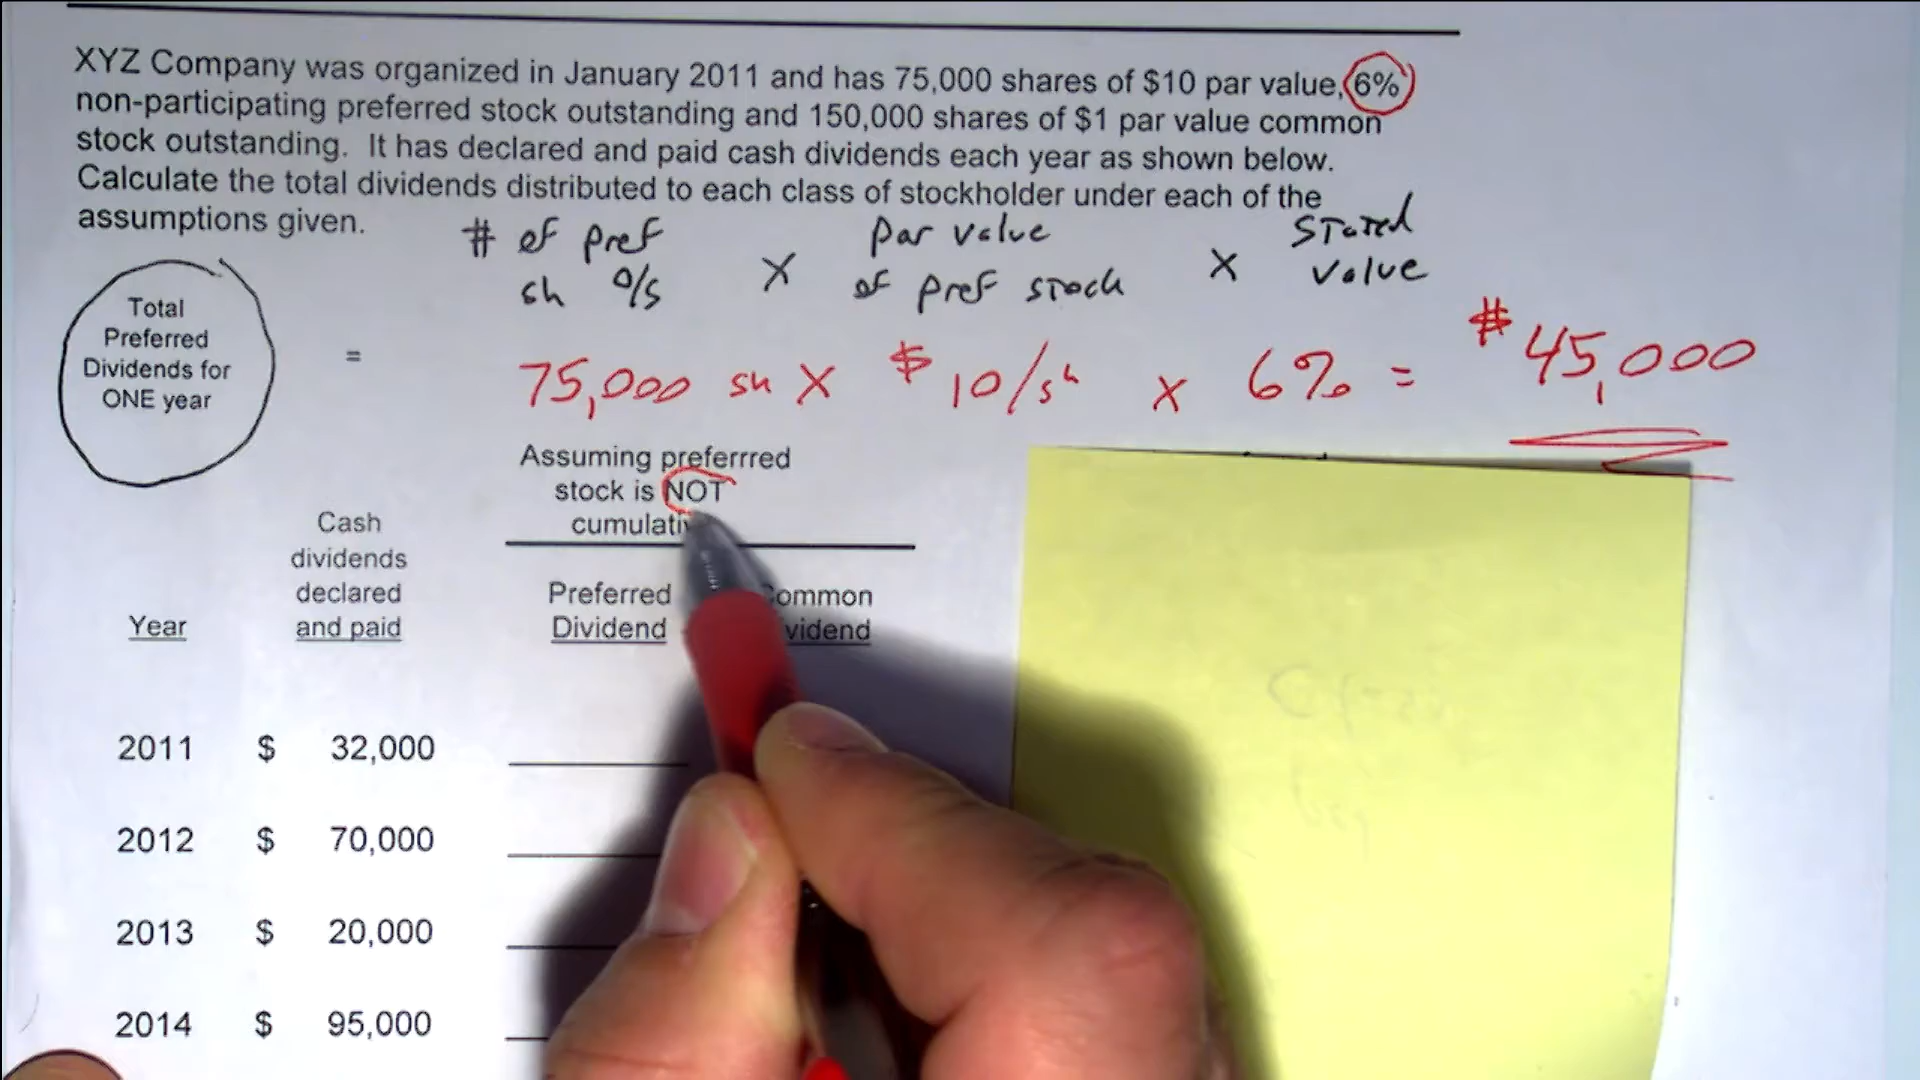 XYZ Company was organized in January 2011 and has 75,000 shares of $10 par value, 6%
non-participating preferred stock outstanding and 150,000 shares of $1 par value common
stock outstanding. It has declared and paid cash dividends each year as shown below.
Calculate the total dividends distributed to each class of stockholder under each of the
assumptions given.
# of pref x par value x stated
sh o/s of pref stock value
Total
Preferred
Dividends for
ONE year
=
75,000 sh x $10/sh x 6% = $45,000
Assuming preferrred
stock is NOT
Cash
dividends
declared
and paid
Year
Preferred
Dividend
2011 $ 32,000
2012 $ 70,000
2013 $ 20,000
2014 $ 95,000